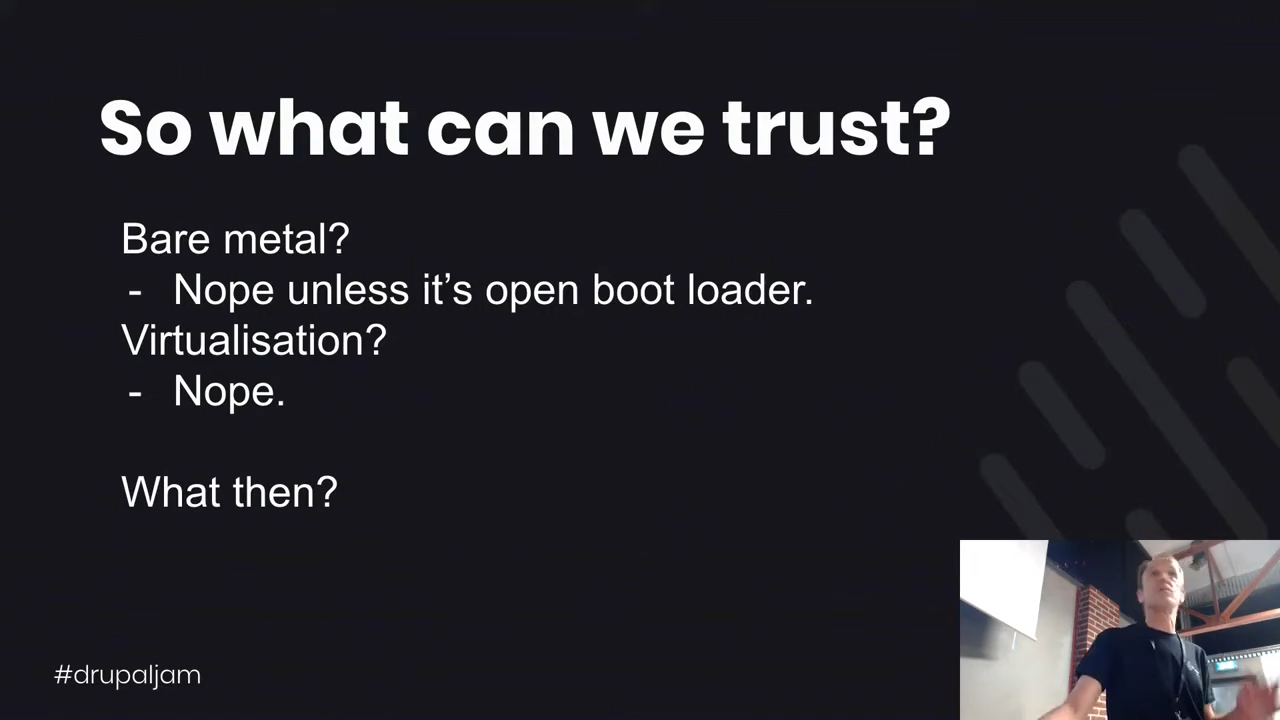 So what can we trust?
Bare metal?
- Nope unless it’s open boot loader.
Virtualisation?
- Nope.
What then?
#drupaljam